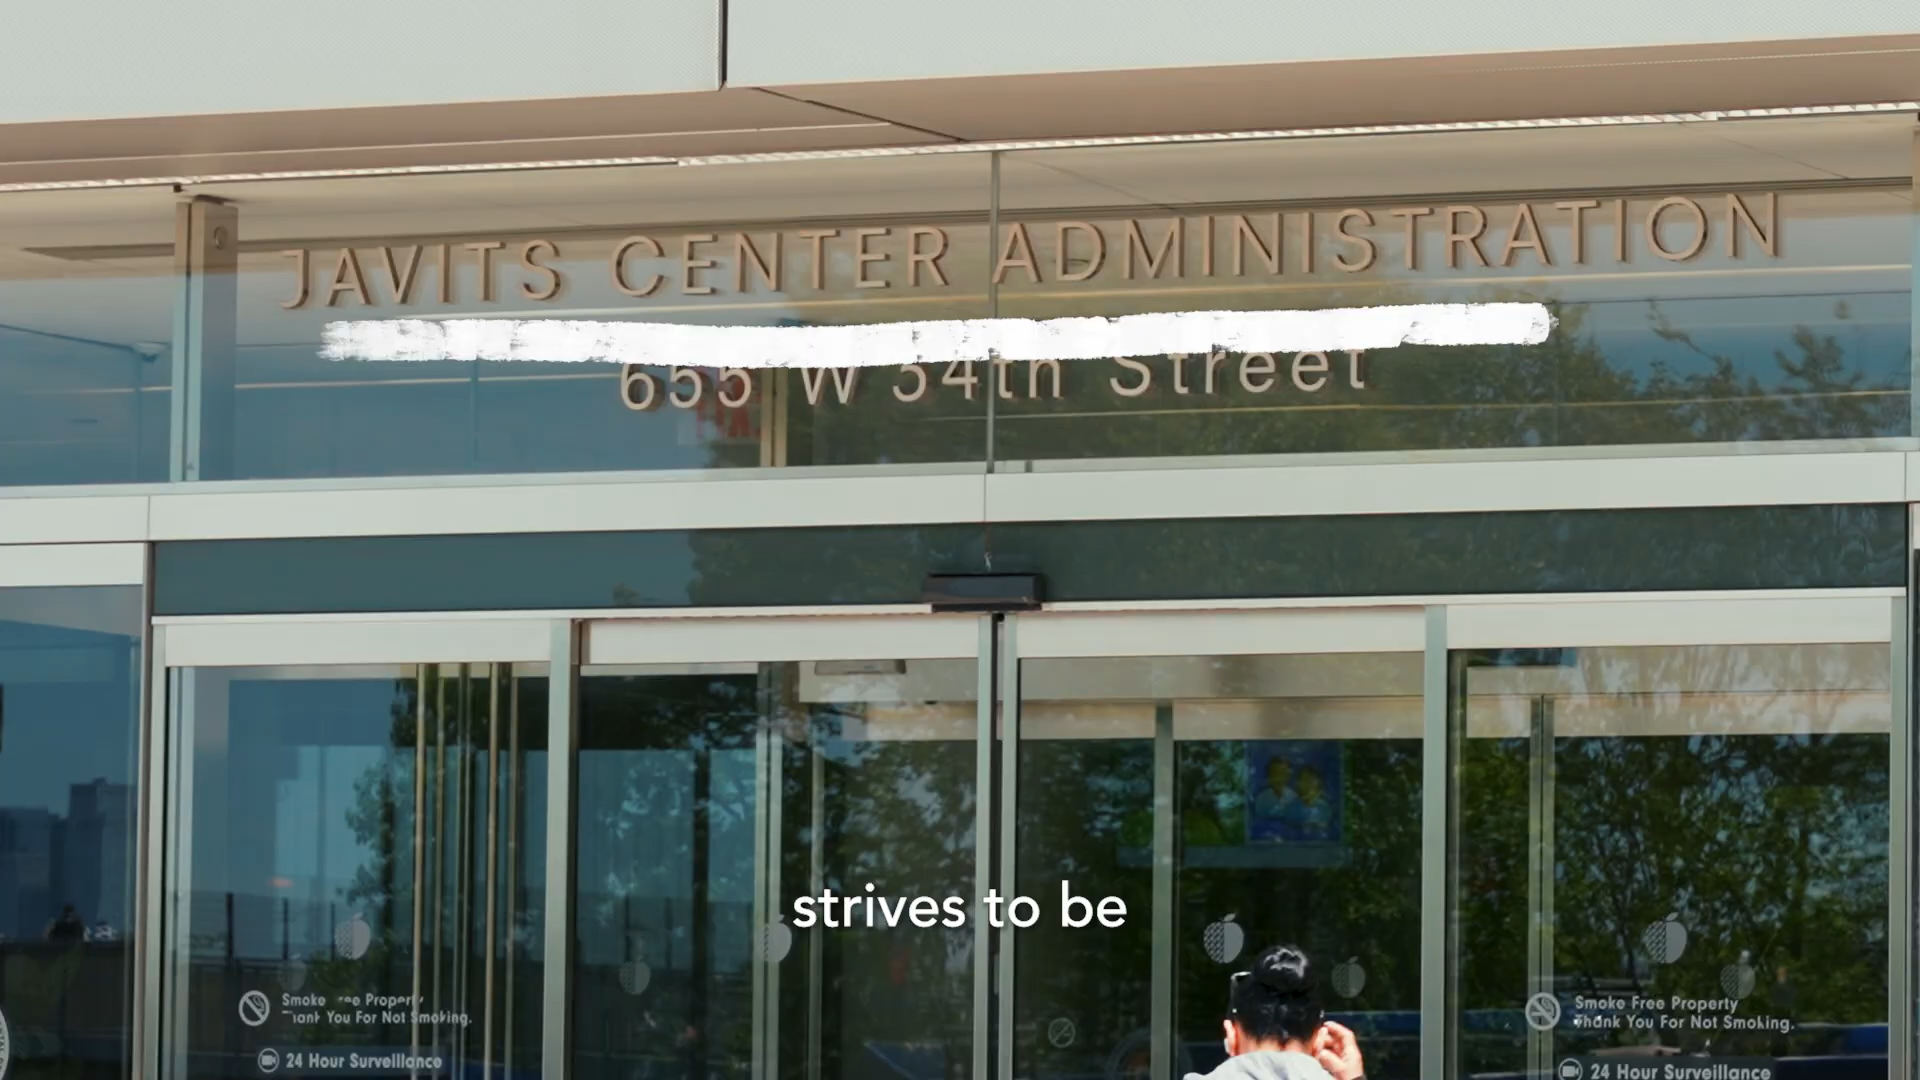 JAVITS CENTER ADMINISTRATION
655 W 34th Street
strives to be
Smoke Free Property
Thank You For Not Smoking.
24 Hour Surveillance
Smoke Free Property
Thank You For Not Smoking.
24 Hour Surveillance